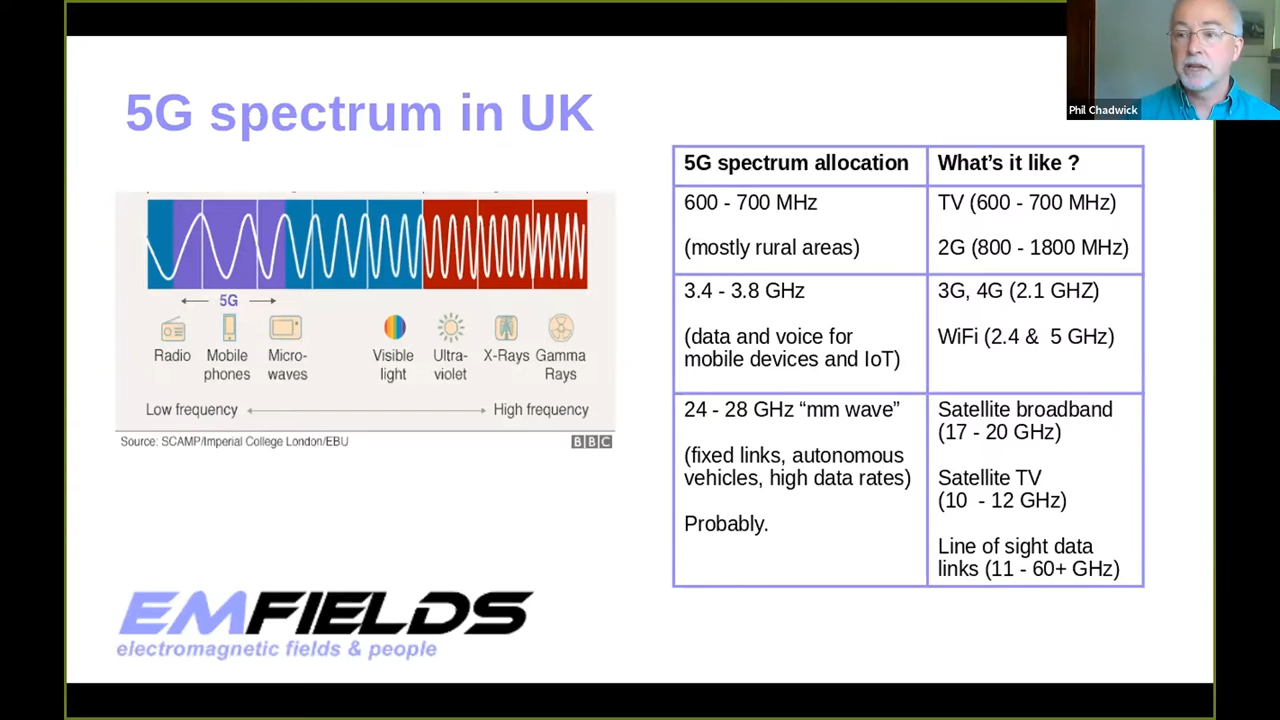 Phil Chadwick
5G spectrum in UK
5G
Radio
Mobile
phones
Micro-
waves
Visible
light
Ultra-
violet
X-Rays
Gamma
Rays
Low frequency
High frequency
Source: SCAMP/Imperial College London/EBU
BBC
5G spectrum allocation
What's it like ?
600 - 700 MHz
(mostly rural areas)
TV (600 - 700 MHz)
2G (800 - 1800 MHz)
3.4 - 3.8 GHz
(data and voice for
mobile devices and IoT)
3G, 4G (2.1 GHZ)
WiFi (2.4 &  5 GHz)
24 - 28 GHz “mm wave”
(fixed links, autonomous
vehicles, high data rates)
Probably.
Satellite broadband
(17 - 20 GHz)
Satellite TV
(10  - 12 GHz)
Line of sight data
links (11 - 60+ GHz)
EMFIELDS
electromagnetic fields & people